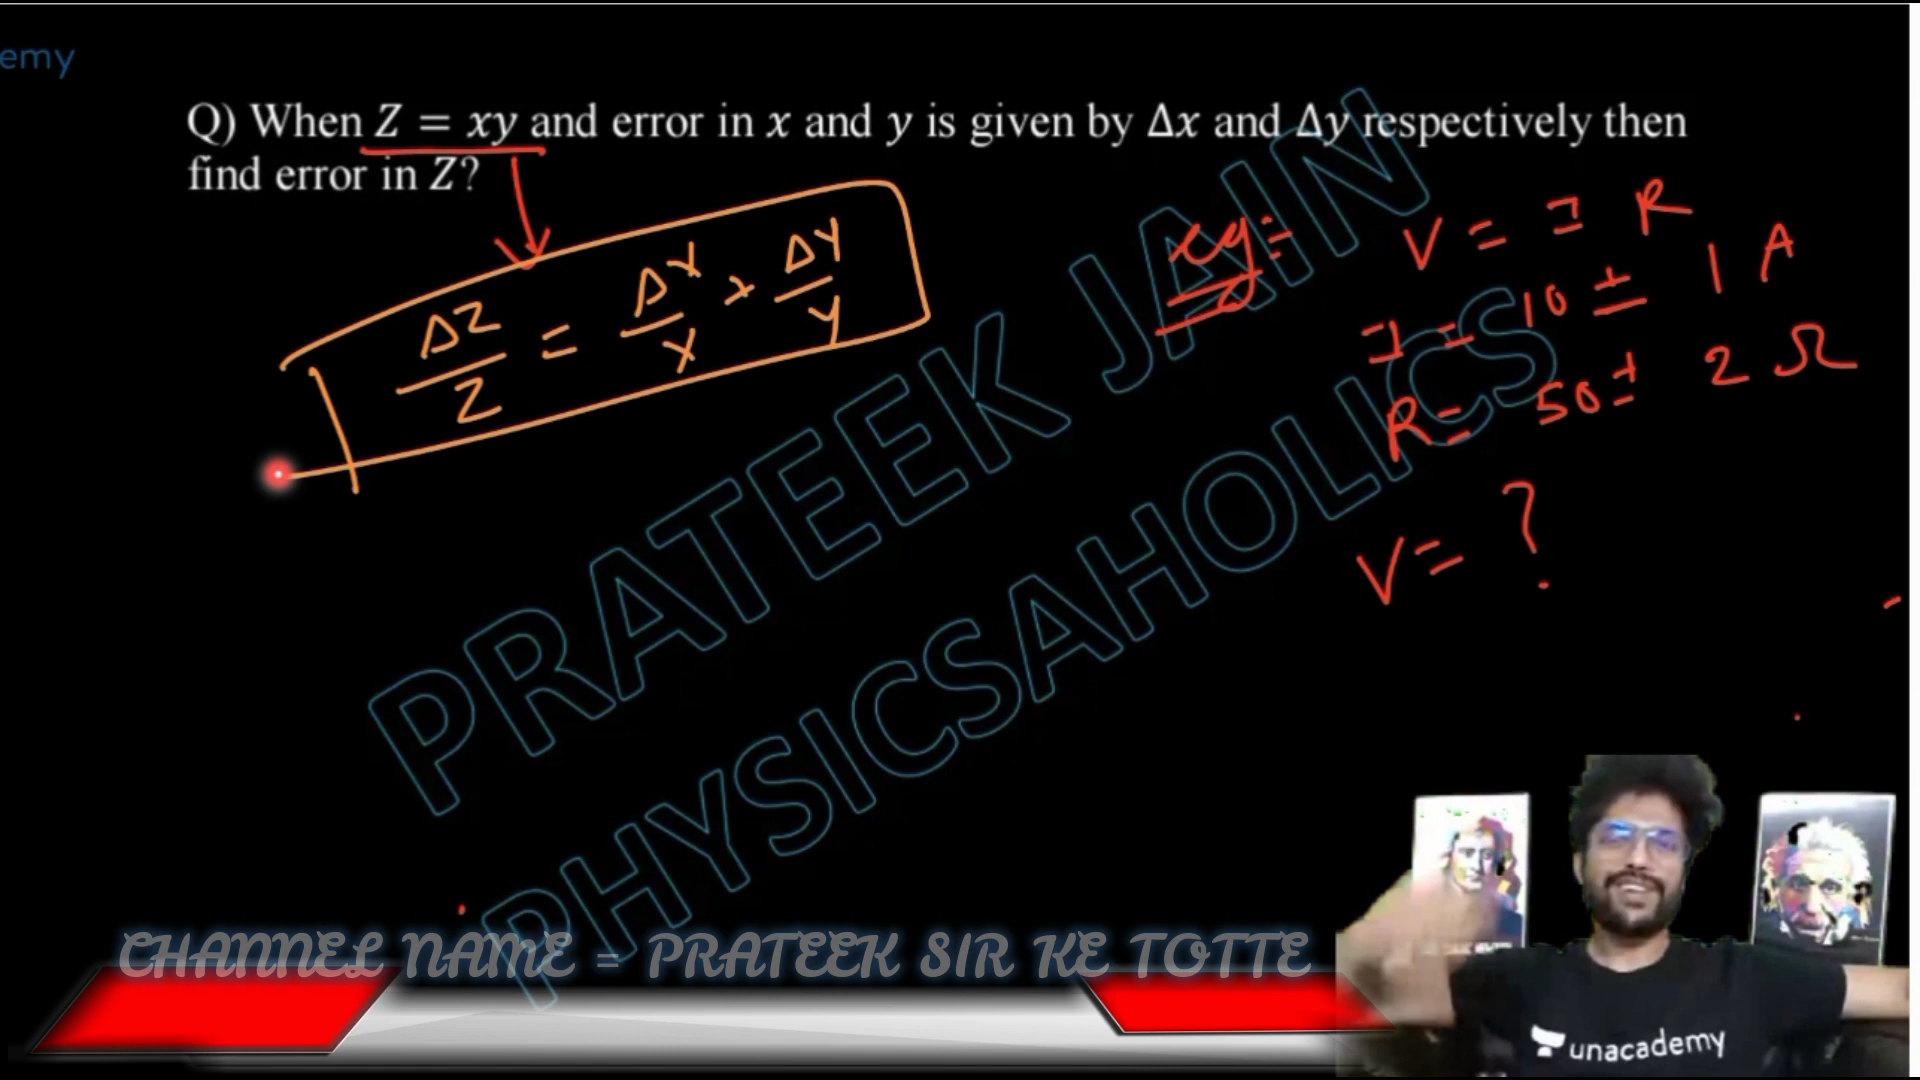 emy
Q) When Z = xy and error in x and y is given by Δx and Δy respectively then
find error in Z?
ΔZ/Z = ΔX/X × ΔY/Y
eg:
V = I R
I = 10 ± 1 A
R = 50 ± 2 Ω
V = ?
PRATEEK JAIN
PHYSICSAHOLICS
CHANNEL NAME = PRATEEK SIR KE TOTTE
unacademy